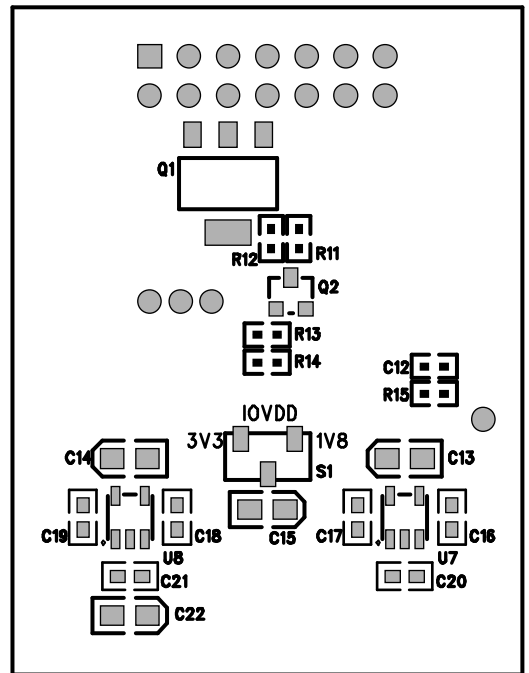 Q1
R12 R11
Q2
R13
R14
C12
R15
IOVDD
3V3 1V8
C14 S1 C13
C19 C18 C15 C17 C16
U8 U7
C21 C20
C22